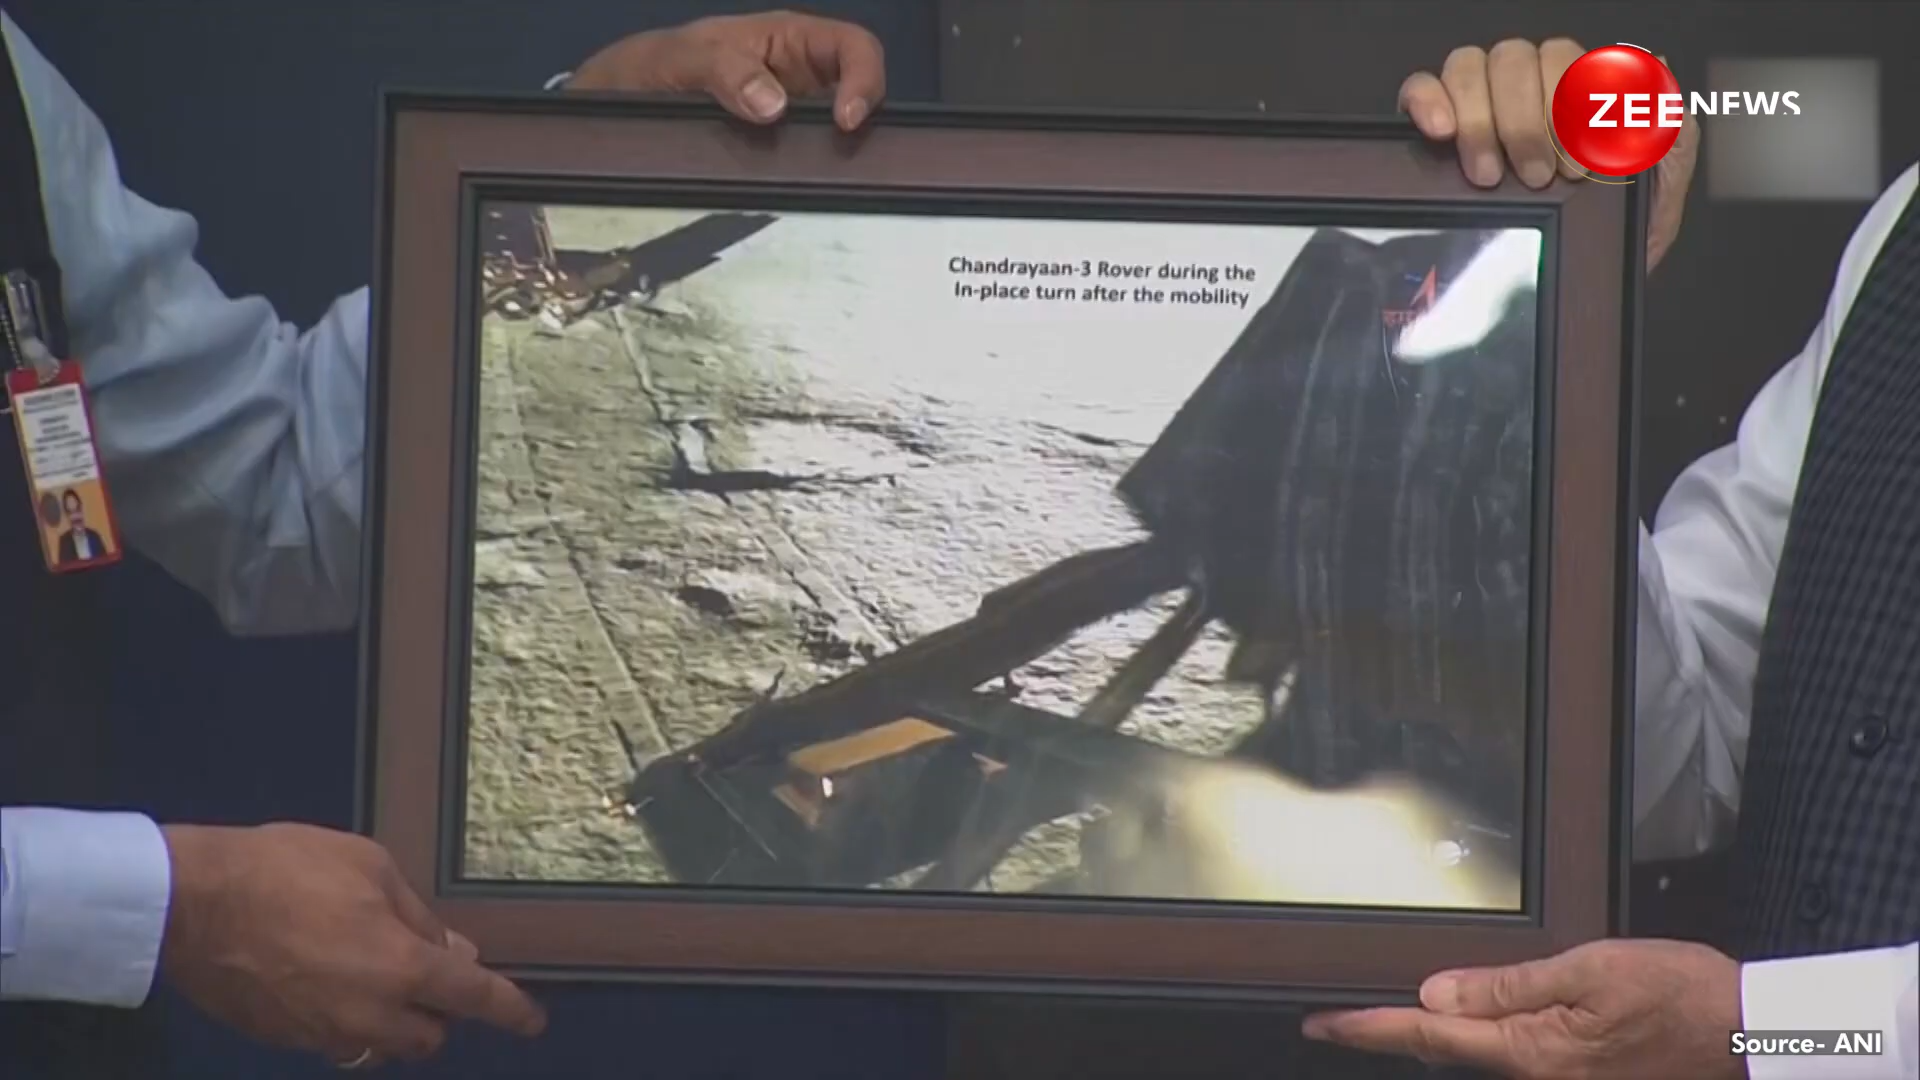 ZEE NEWS
Chandrayaan-3 Rover during the
In-place turn after the mobility
Source- ANI